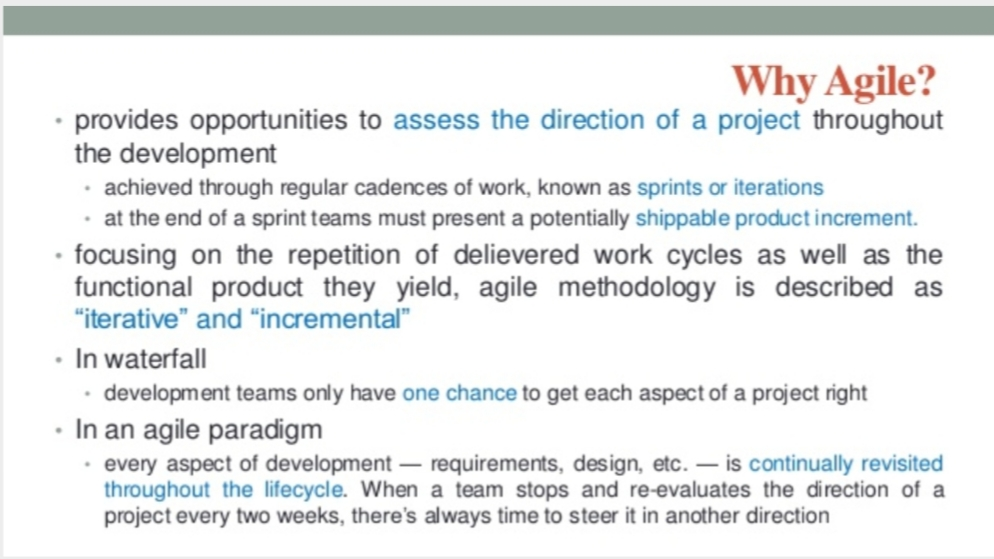 Why Agile?
• provides opportunities to assess the direction of a project throughout
the development
• achieved through regular cadences of work, known as sprints or iterations
• at the end of a sprint teams must present a potentially shippable product increment.
• focusing on the repetition of delievered work cycles as well as the
functional product they yield, agile methodology is described as
“iterative” and “incremental”
• In waterfall
• development teams only have one chance to get each aspect of a project right
• In an agile paradigm
• every aspect of development — requirements, design, etc. — is continually revisited
throughout the lifecycle. When a team stops and re-evaluates the direction of a
project every two weeks, there’s always time to steer it in another direction